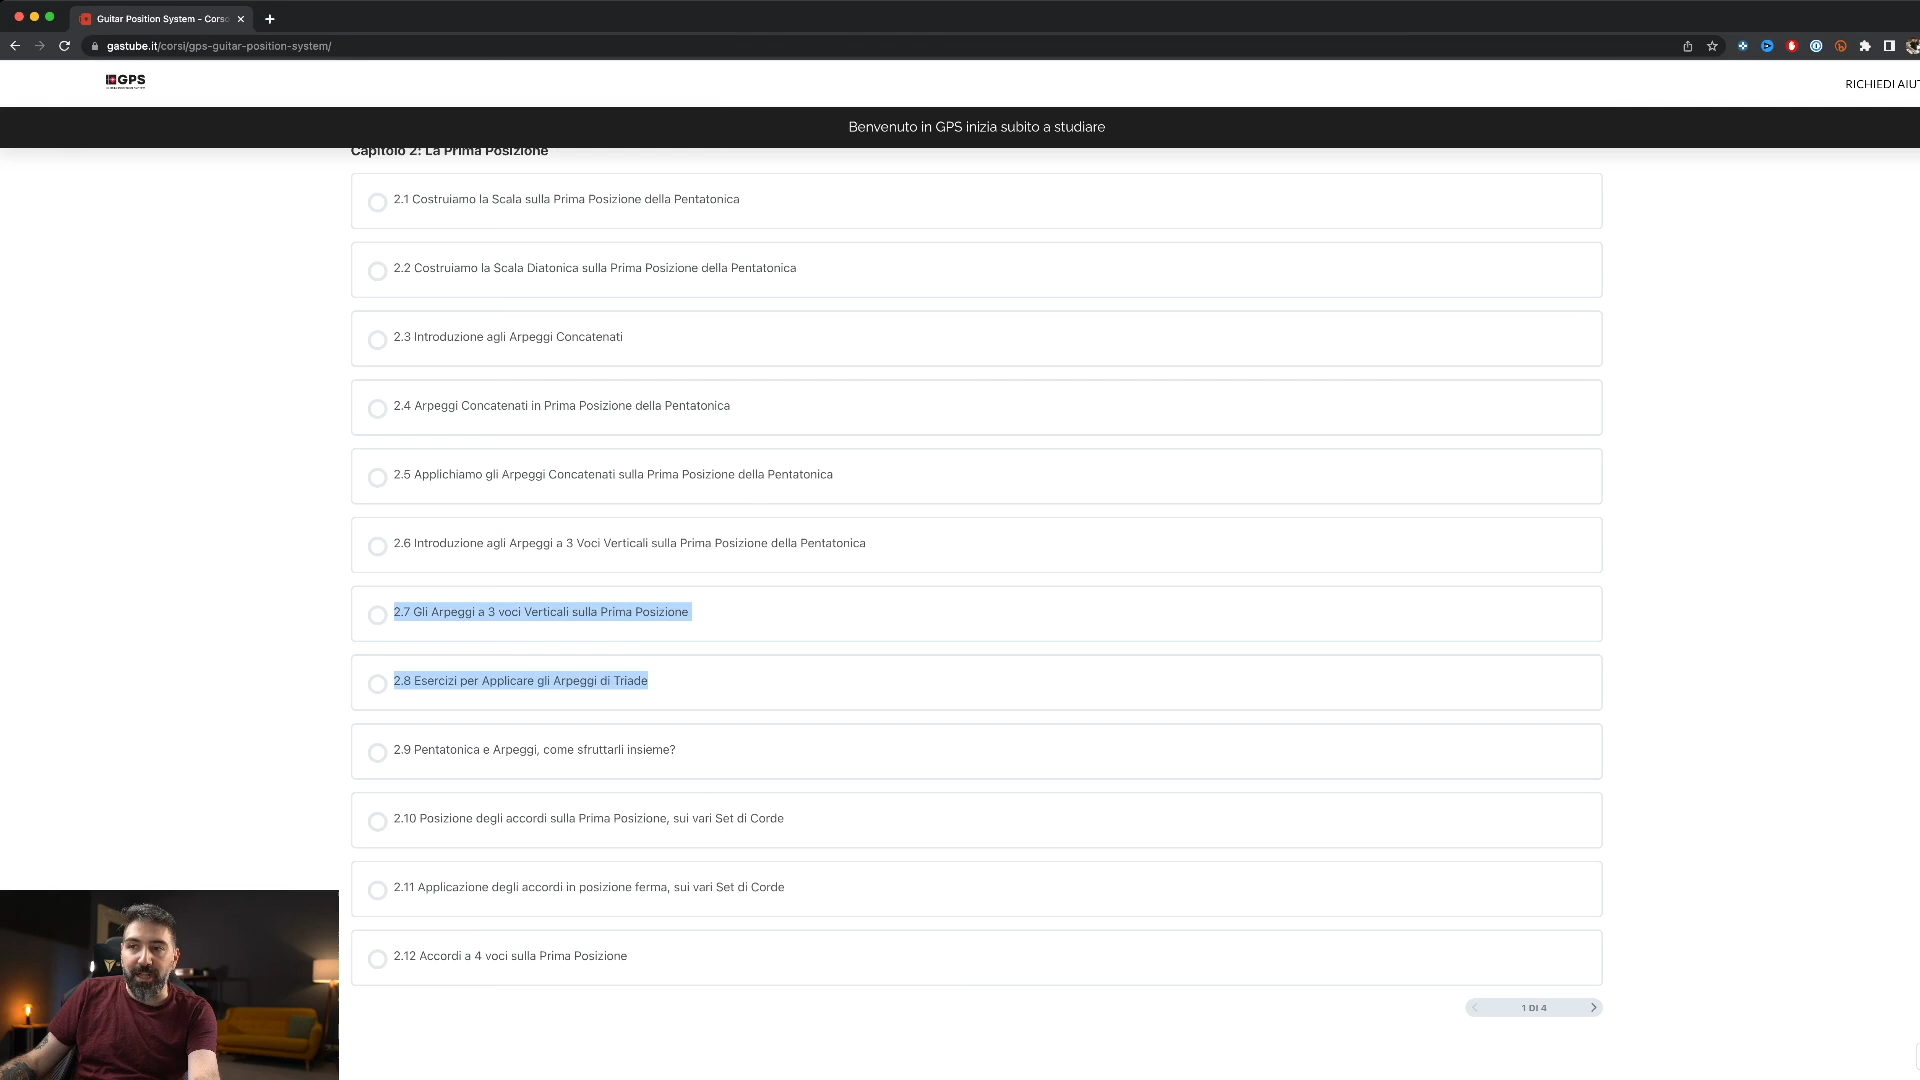 Guitar Position System - Corso
gastube.it/corsi/gps-guitar-position-system/
GPS
RICHIEDI AIUT
Benvenuto in GPS inizia subito a studiare
Capitolo 2: La Prima Posizione
2.1 Costruiamo la Scala sulla Prima Posizione della Pentatonica
2.2 Costruiamo la Scala Diatonica sulla Prima Posizione della Pentatonica
2.3 Introduzione agli Arpeggi Concatenati
2.4 Arpeggi Concatenati in Prima Posizione della Pentatonica
2.5 Applichiamo gli Arpeggi Concatenati sulla Prima Posizione della Pentatonica
2.6 Introduzione agli Arpeggi a 3 Voci Verticali sulla Prima Posizione della Pentatonica
2.7 Gli Arpeggi a 3 voci Verticali sulla Prima Posizione
2.8 Esercizi per Applicare gli Arpeggi di Triade
2.9 Pentatonica e Arpeggi, come sfruttarli insieme?
2.10 Posizione degli accordi sulla Prima Posizione, sui vari Set di Corde
2.11 Applicazione degli accordi in posizione ferma, sui vari Set di Corde
2.12 Accordi a 4 voci sulla Prima Posizione
1 DI 4